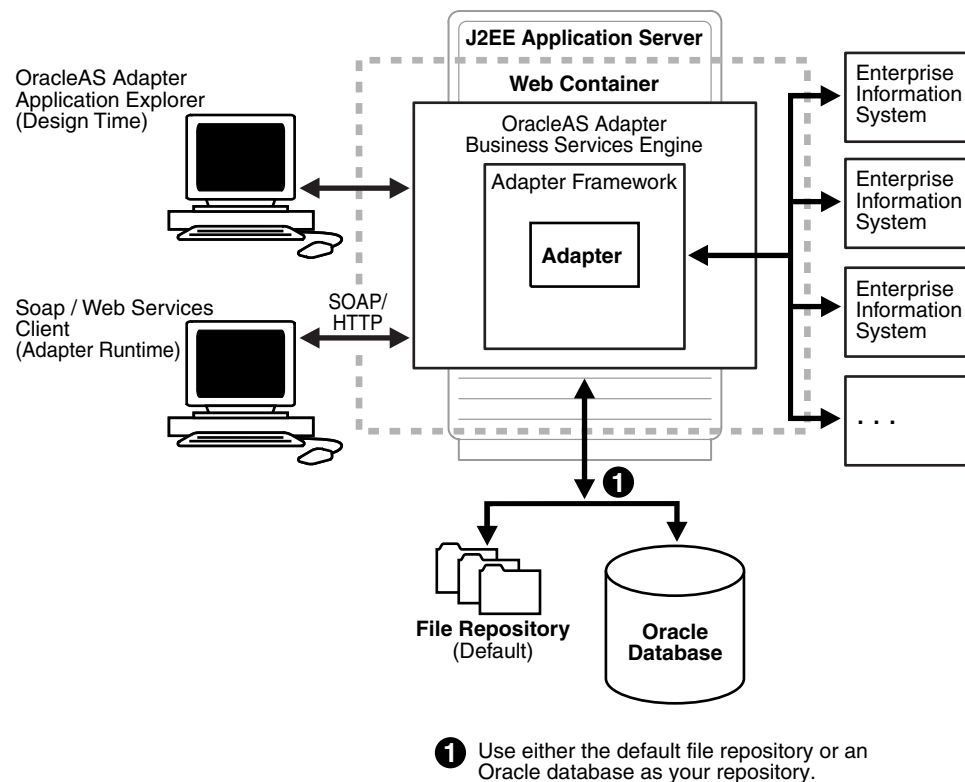 J2EE Application Server
Web Container
OracleAS Adapter
Application Explorer
(Design Time)
OracleAS Adapter
Business Services Engine
Adapter Framework
Adapter
Soap / Web Services
Client
(Adapter Runtime)
SOAP/
HTTP
Enterprise
Information
System
Enterprise
Information
System
Enterprise
Information
System
. . .
1
File Repository
(Default)
Oracle
Database
1 Use either the default file repository or an
Oracle database as your repository.